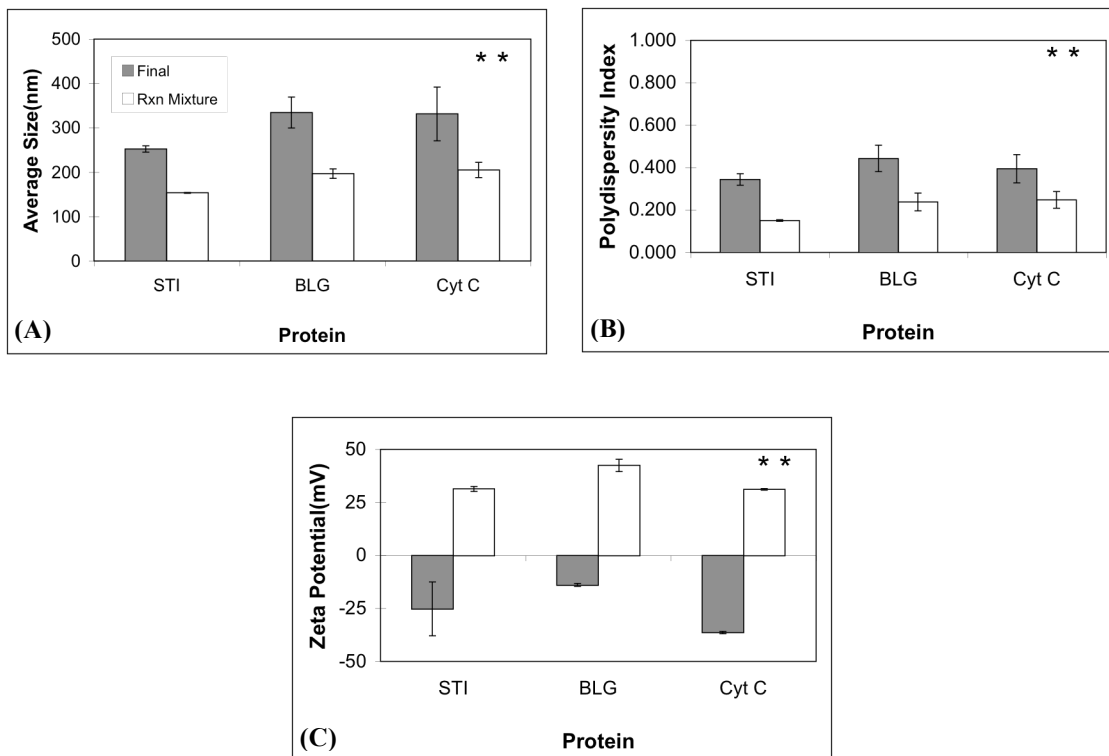 500
400
300
200
100
0
Average Size(nm)
Final
Rxn Mixture
* *
STI BLG Cyt C
Protein
(A)
1.000
0.800
0.600
0.400
0.200
0.000
Polydispersity Index
* *
STI BLG Cyt C
Protein
(B)
50
25
0
-25
-50
Zeta Potential(mV)
* *
STI BLG Cyt C
Protein
(C)